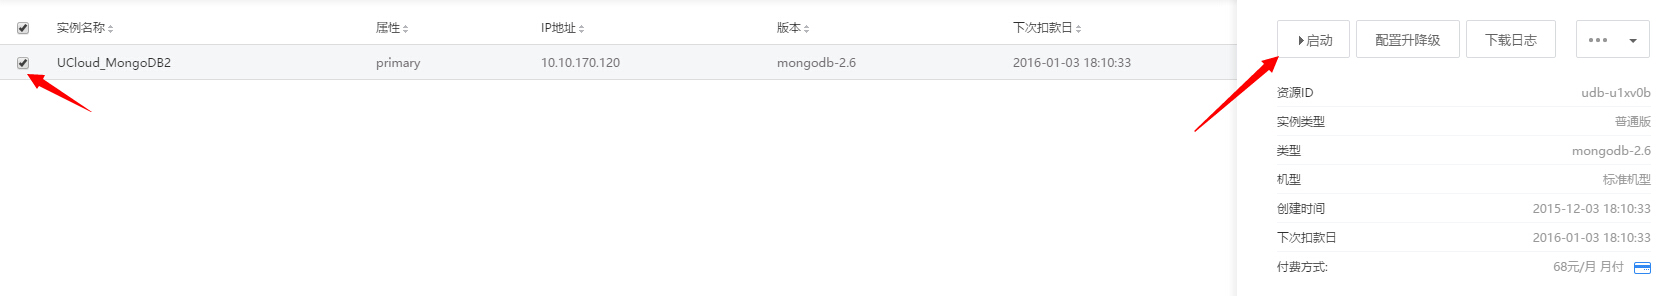 实例名称 属性 IP地址 版本 下次扣款日
UCloud_MongoDB2 primary 10.10.170.120 mongodb-2.6 2016-01-03 18:10:33
启动 配置升降级 下载日志
资源ID udb-u1xv0b
实例类型 普通版
类型 mongodb-2.6
机型 标准机型
创建时间 2015-12-03 18:10:33
下次扣款日 2016-01-03 18:10:33
付费方式: 68元/月 月付